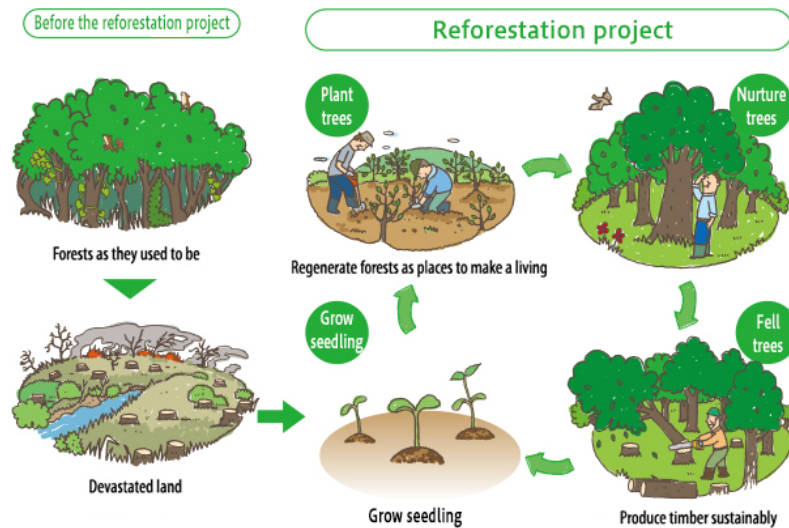 Before the reforestation project
Reforestation project
Forests as they used to be
Devastated land
Plant
trees
Regenerate forests as places to make a living
Nurture
trees
Grow
seedling
Grow seedling
Fell
trees
Produce timber sustainably